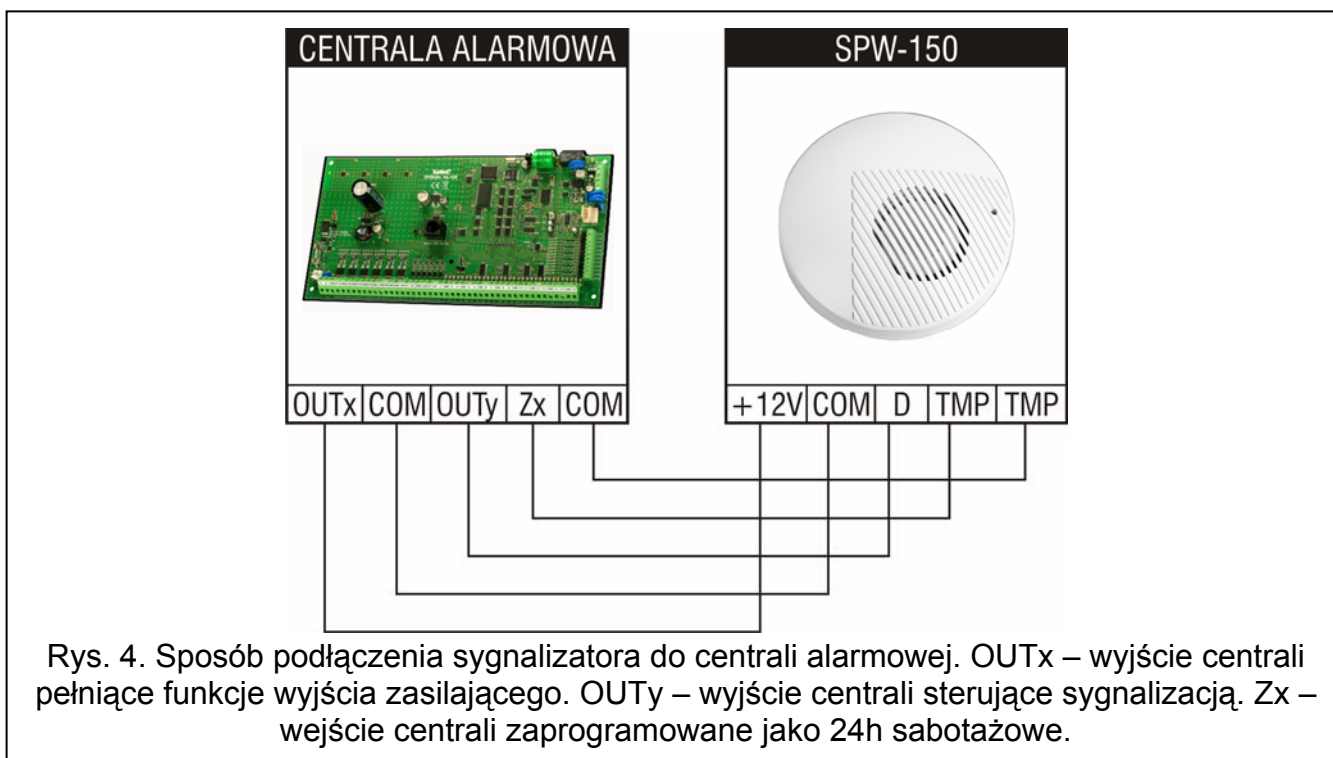 CENTRALA ALARMOWA
SPW-150
OUTx COM OUTy Zx COM
+12V COM D TMP TMP
Rys. 4. Sposób podłączenia sygnalizatora do centrali alarmowej. OUTx – wyjście centrali
pełniące funkcje wyjścia zasilającego. OUTy – wyjście centrali sterujące sygnalizacją. Zx –
wejście centrali zaprogramowane jako 24h sabotażowe.